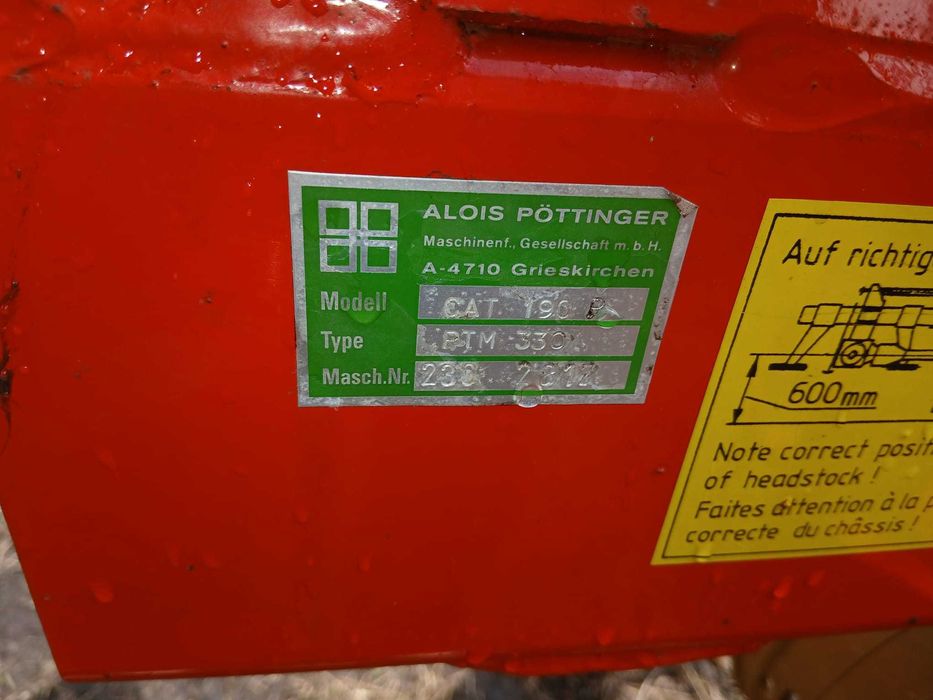 ALOIS PÖTTINGER
Maschinenf., Gesellschaft m.b.H.
A-4710 Grieskirchen
Modell CAT 190 P
Type PTM 330
Masch.Nr.
Auf richtig
600mm
Note correct posit
of headstock!
Faites attention à la p
correcte du châssis!